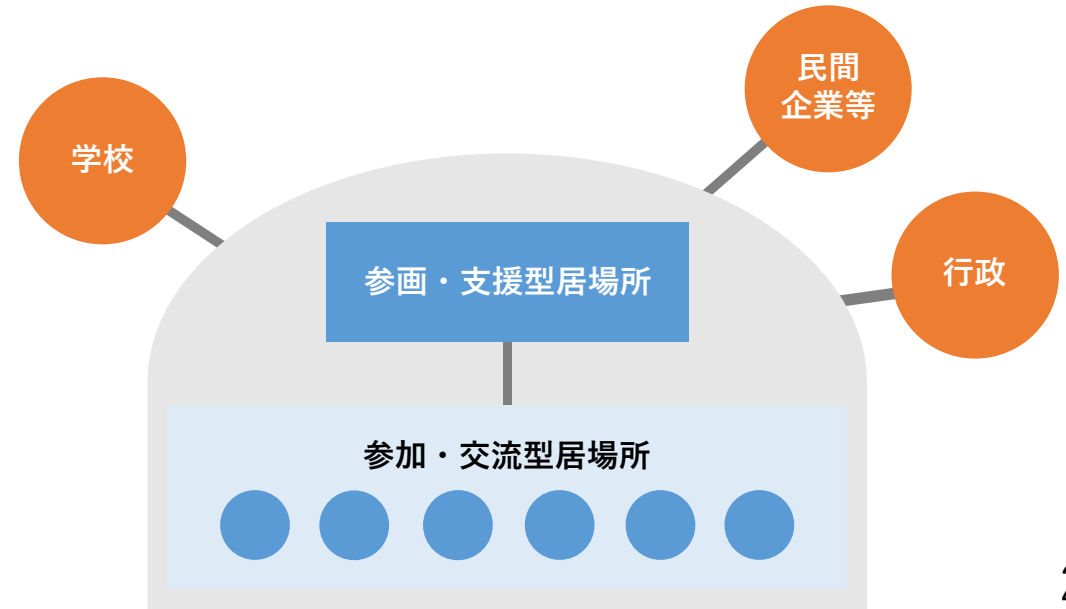 民間
企業等
学校
行政
参画・支援型居場所
参加・交流型居場所